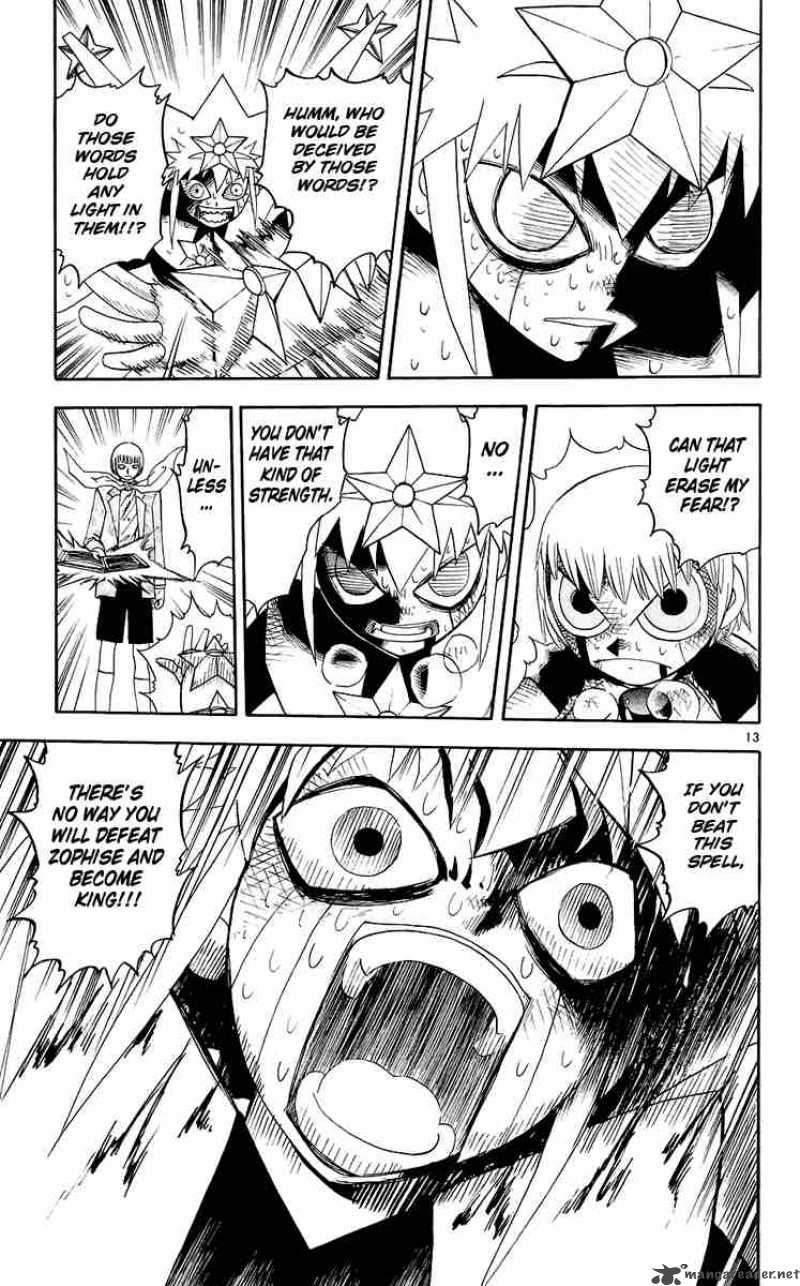 HUMM, WHO
WOULD BE
DECEIVED
BY THOSE
WORDS!?
DO
THOSE
WORDS
HOLD
ANY
LIGHT IN
THEM!!?
CAN THAT
LIGHT
ERASE MY
FEAR!?
NO
...
YOU DON'T
HAVE THAT
KIND OF
STRENGTH.
UN-
LESS
...
13
IF YOU
DON'T
BEAT
THIS
SPELL,
THERE'S
NO WAY YOU
WILL DEFEAT
ZOPHISE AND
BECOME
KING!!!
mangareader.net